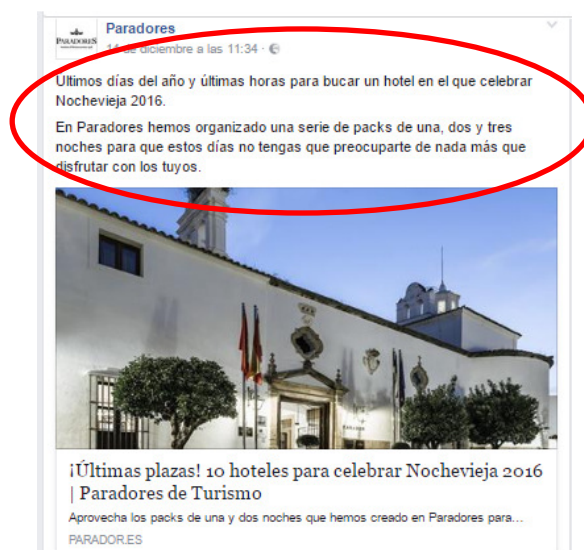 Paradores
14 de diciembre a las 11:34 ·
PARADORES
Ultimos días del año y últimas horas para bucar un hotel en el que celebrar
Nochevieja 2016.
En Paradores hemos organizado una serie de packs de una, dos y tres
noches para que estos días no tengas que preocuparte de nada más que
disfrutar con los tuyos.
¡Últimas plazas! 10 hoteles para celebrar Nochevieja 2016
| Paradores de Turismo
Aprovecha los packs de una y dos noches que hemos creado en Paradores para...
PARADOR.ES